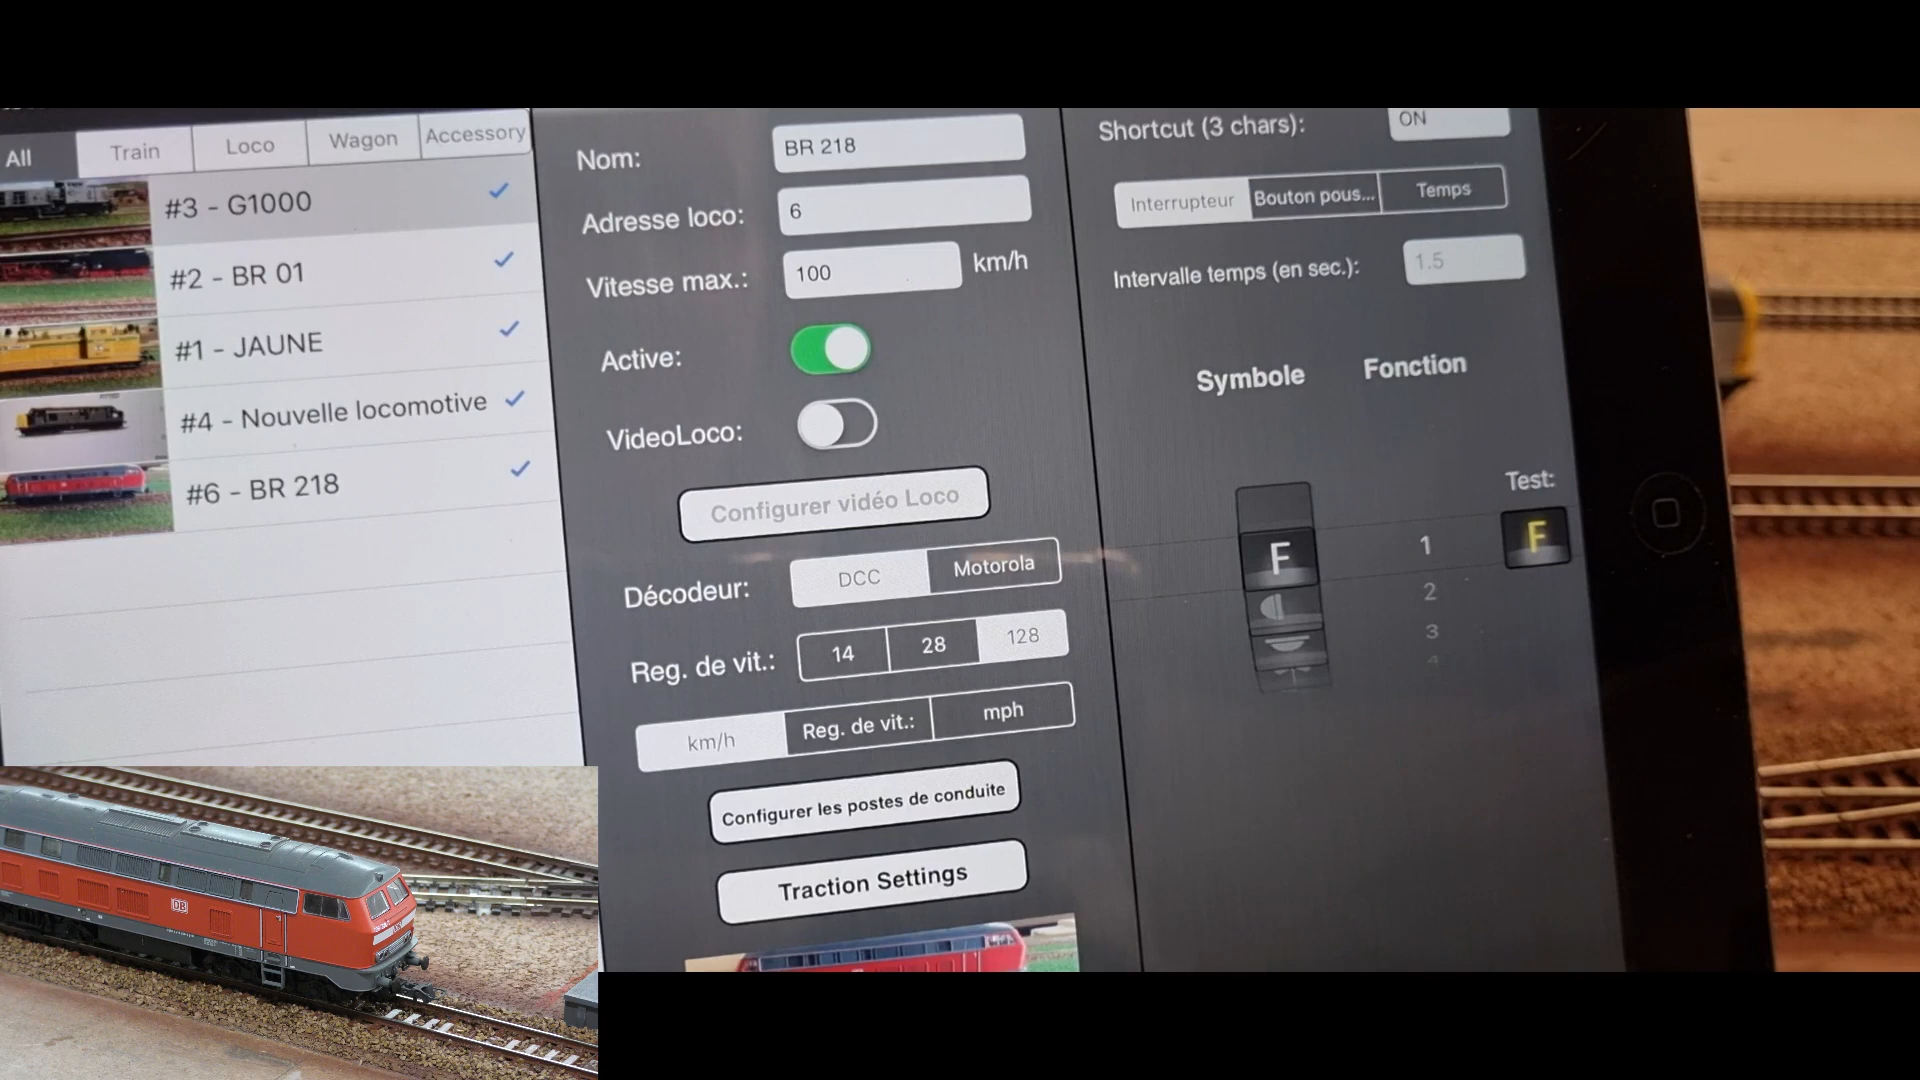 All
Train
Loco
Wagon
Accessory
#3 - G1000
#2 - BR 01
#1 - JAUNE
#4 - Nouvelle locomotive
#6 - BR 218
Nom:
BR 218
Adresse loco:
6
Vitesse max.:
100
km/h
Active:
VideoLoco:
Configurer vidéo Loco
Décodeur:
DCC
Motorola
Reg. de vit.:
14
28
128
km/h
Reg. de vit.:
mph
Configurer les postes de conduite
Traction Settings
Shortcut (3 chars):
ON
Interrupteur
Bouton pous...
Temps
Intervalle temps (en sec.):
1.5
Symbole
Fonction
Test:
F
1
F
2
3
4
DB